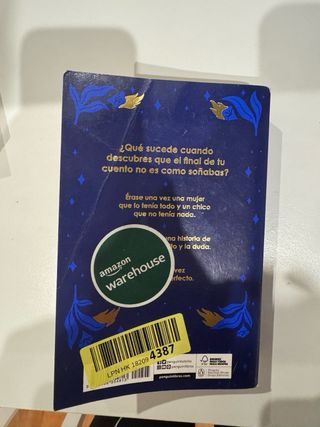 ¿Qué sucede cuando
descubres que el final de tu
cuento no es como soñabas?
Érase una vez una mujer
que lo tenía todo y un chico
que no tenía nada.
una historia de
y la duda.
vez
perfecto.
amazon
warehouse
LPN HK 18209 4387
penguinlibros.com
penguinlibros